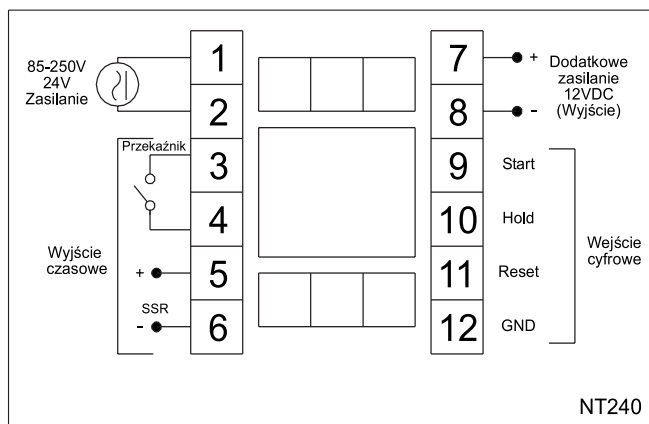 85-250V
24V
Zasilanie
1
2
Przekaźnik
3
4
Wyjście
czasowe
+
5
SSR
-
6
7
+
8
-
Dodatkowe
zasilanie
12VDC
(Wyjście)
9
Start
10
Hold
11
Reset
12
GND
Wejście
cyfrowe
NT240